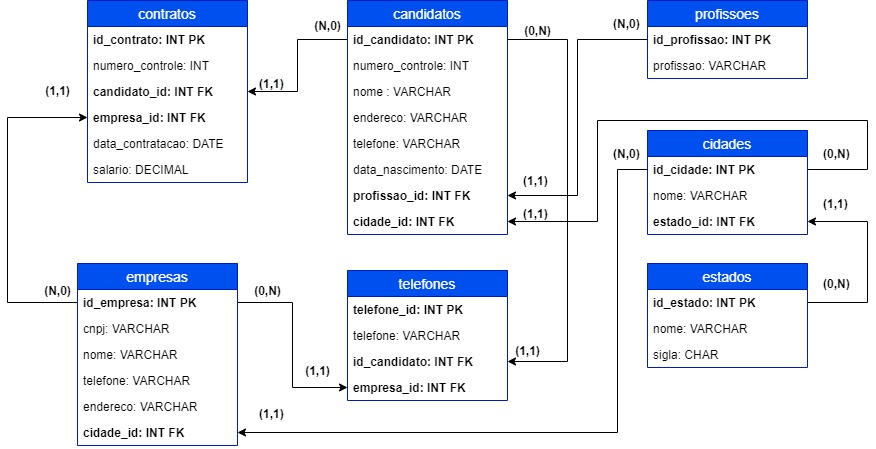 contratos
id_contrato: INT PK
numero_controle: INT
candidato_id: INT FK
empresa_id: INT FK
data_contratacao: DATE
salario: DECIMAL
candidatos
id_candidato: INT PK
numero_controle: INT
nome : VARCHAR
endereco: VARCHAR
telefone: VARCHAR
data_nascimento: DATE
profissao_id: INT FK
cidade_id: INT FK
profissoes
id_profissao: INT PK
profissao: VARCHAR
cidades
id_cidade: INT PK
nome: VARCHAR
estado_id: INT FK
empresas
id_empresa: INT PK
cnpj: VARCHAR
nome: VARCHAR
telefone: VARCHAR
endereco: VARCHAR
cidade_id: INT FK
telefones
telefone_id: INT PK
telefone: VARCHAR
id_candidato: INT FK
empresa_id: INT FK
estados
id_estado: INT PK
nome: VARCHAR
sigla: CHAR
(N,0)
(0,N)
(N,0)
(1,1)
(1,1)
(N,0)
(0,N)
(1,1)
(1,1)
(1,1)
(N,0)
(0,N)
(0,N)
(1,1)
(1,1)
(1,1)